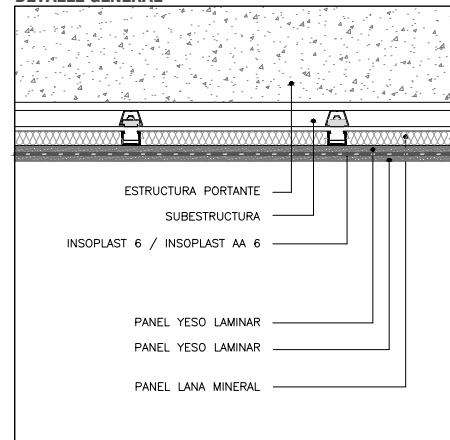 DETALLE GENERAL
ESTRUCTURA PORTANTE
SUBESTRUCTURA
INSOPLAST 6 / INSOPLAST AA 6
PANEL YESO LAMINAR
PANEL YESO LAMINAR
PANEL LANA MINERAL